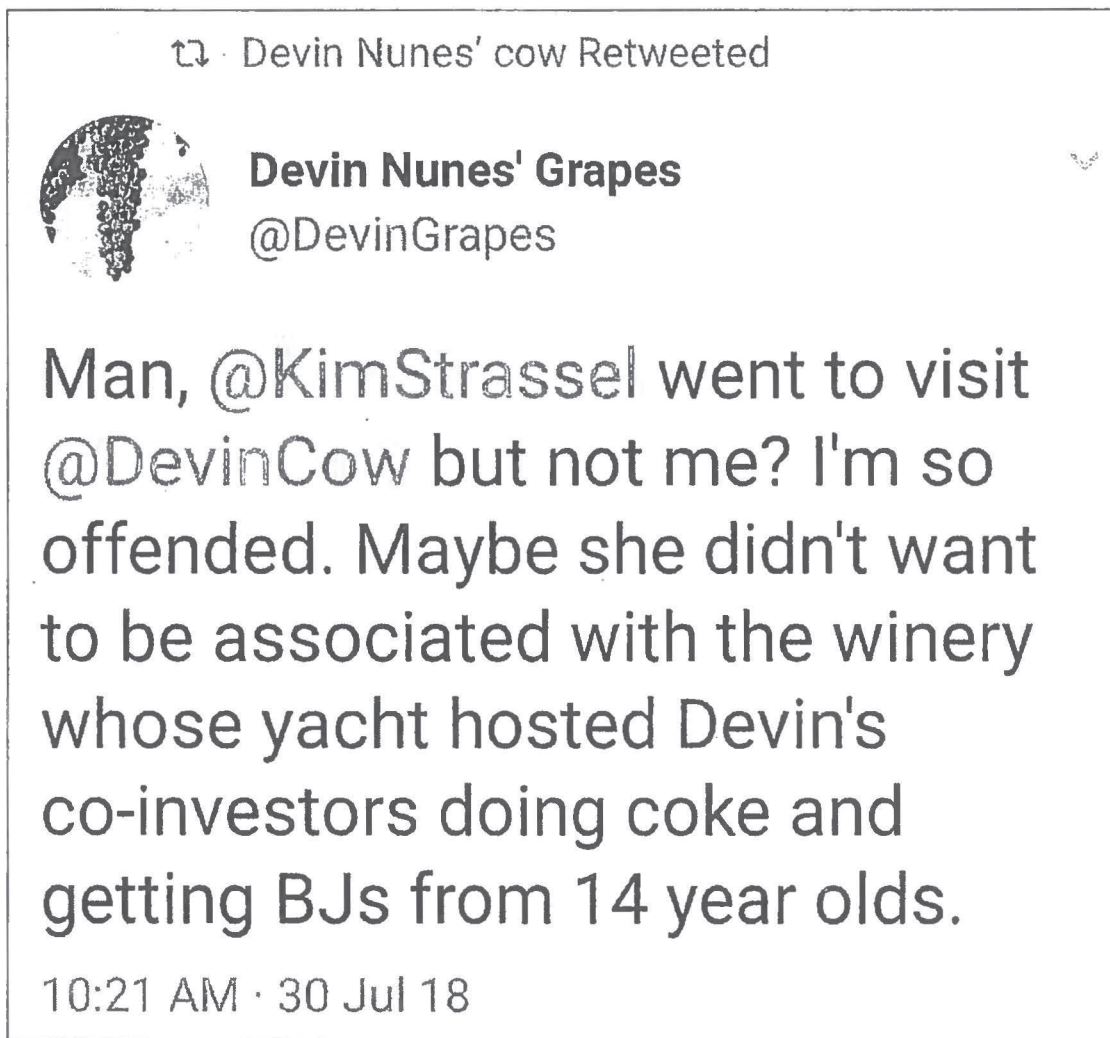 Devin Nunes' cow Retweeted
Devin Nunes' Grapes
@DevinGrapes
Man, @KimStrassel went to visit
@DevinCow but not me? I'm so
offended. Maybe she didn't want
to be associated with the winery
whose yacht hosted Devin's
co-investors doing coke and
getting BJs from 14 year olds.
10:21 AM · 30 Jul 18